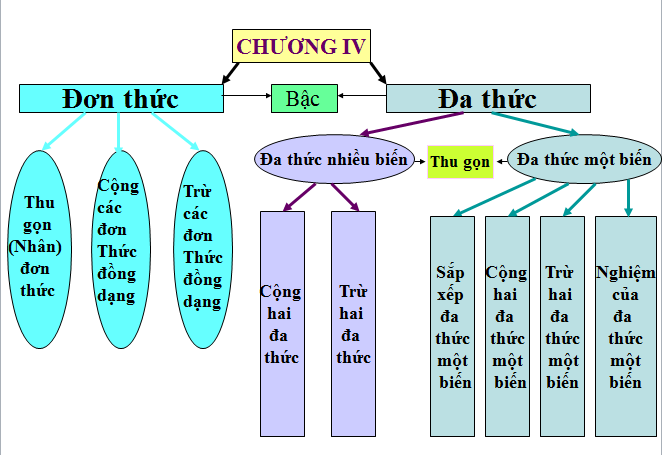 CHƯƠNG IV
Đơn thức
Bậc
Đa thức
Đa thức nhiều biến
Thu gọn
Đa thức một biến
Thu
gọn
(Nhân)
đơn
thức
Cộng
các
đơn
Thức
đồng
dạng
Trừ
các
đơn
Thức
đồng
dạng
Cộng
hai
đa
thức
Trừ
hai
đa
thức
Sắp
xếp
đa
thức
một
biến
Cộng
hai
đa
thức
một
biến
Trừ
hai
đa
thức
một
biến
Nghiệm
của
đa
thức
một
biến